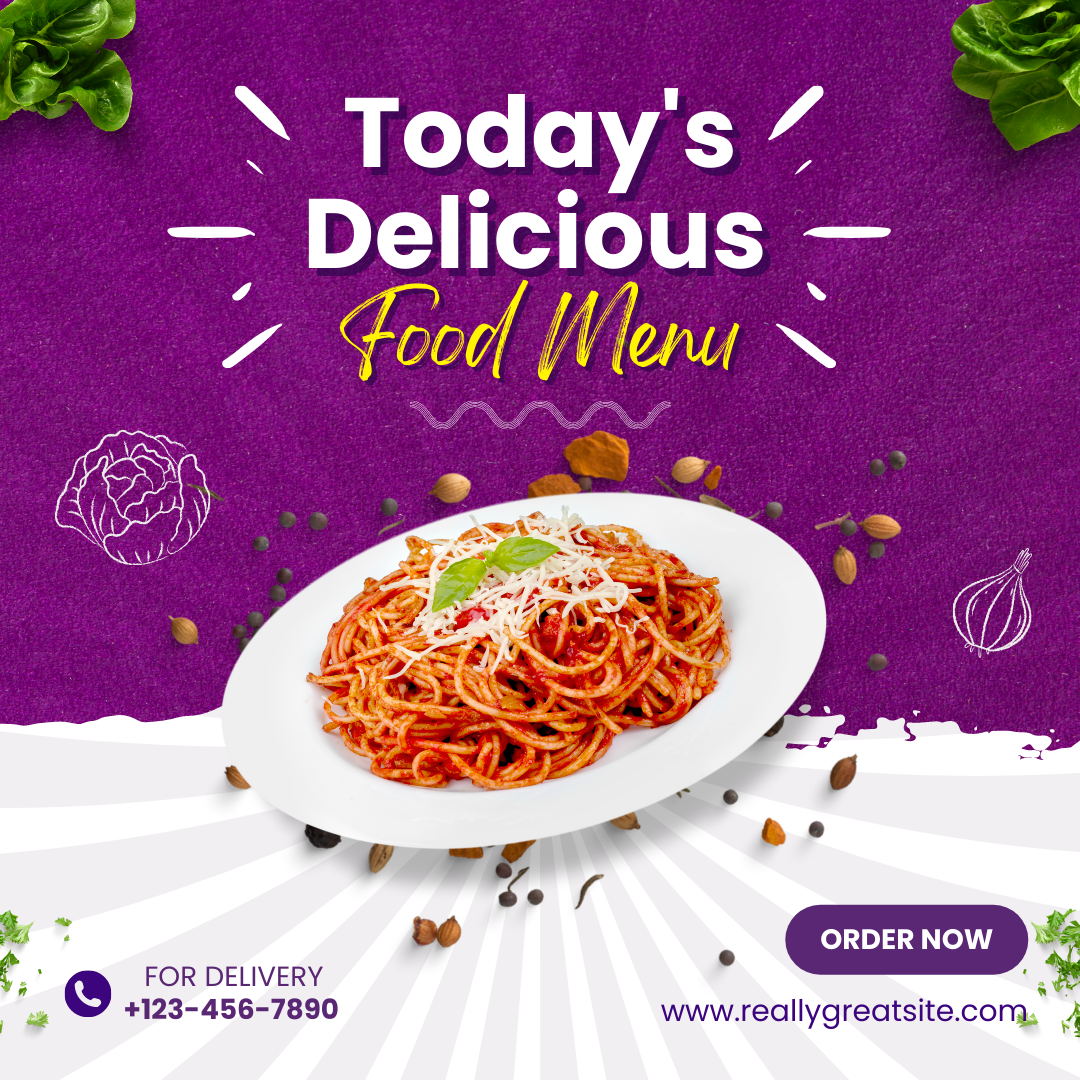 Today's
Delicious
Food Menu
ORDER NOW
FOR DELIVERY
+123-456-7890
www.reallygreatsite.com